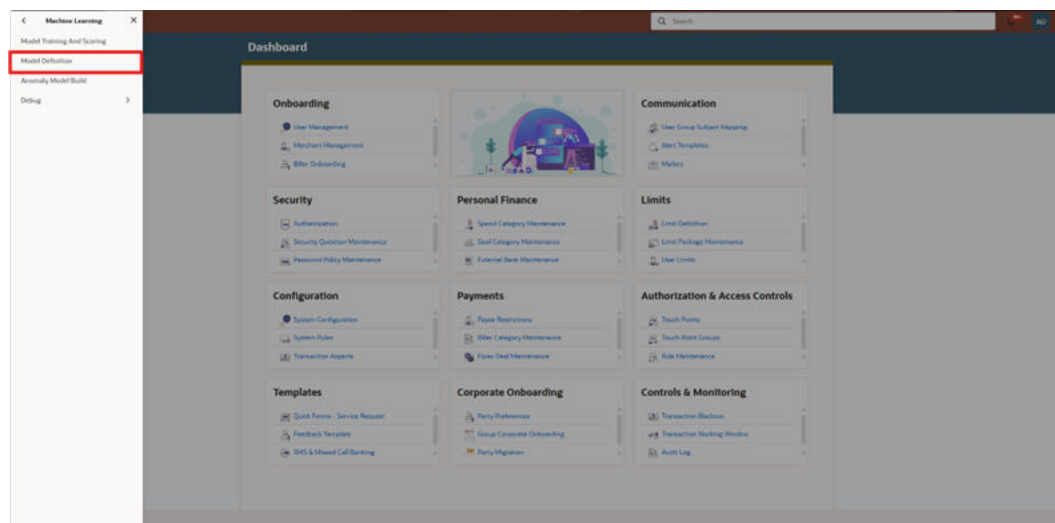 Machine Learning
Model Training And Scoring
Model Definition
Anomaly Model Build
Debug
Search
AU
Dashboard
Onboarding
User Management
Merchant Management
Biller Onboarding
Communication
User Group Subject Mapping
Alert Templates
Mailers
Security
Authentication
Security Question Maintenance
Password Policy Maintenance
Personal Finance
Spend Category Maintenance
Goal Category Maintenance
External Bank Maintenance
Limits
Limit Definition
Limit Package Maintenance
User Limits
Configuration
System Configuration
System Rules
Transaction Aspects
Payments
Payee Restrictions
Biller Category Maintenance
Forex Deal Maintenance
Authorization & Access Controls
Touch Points
Touch Point Groups
Role Maintenance
Templates
Quick Forms - Service Request
Feedback Template
SMS & Missed Call Banking
Corporate Onboarding
Party Preferences
Group Corporate Onboarding
Party Migration
Controls & Monitoring
Transaction Blackout
Transaction Working Window
Audit Log